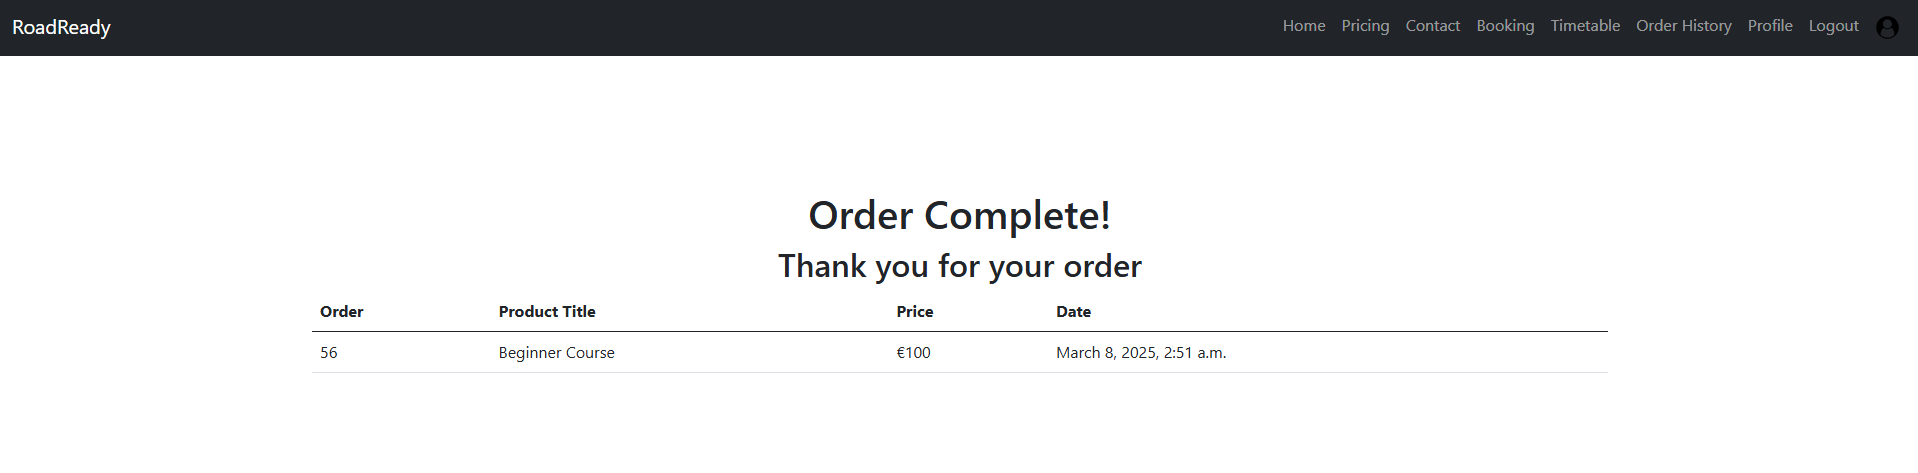 RoadReady Home Pricing Contact Booking Timetable Order History Profile Logout
Order Complete!
Thank you for your order
Order Product Title Price Date
56 Beginner Course €100 March 8, 2025, 2:51 a.m.